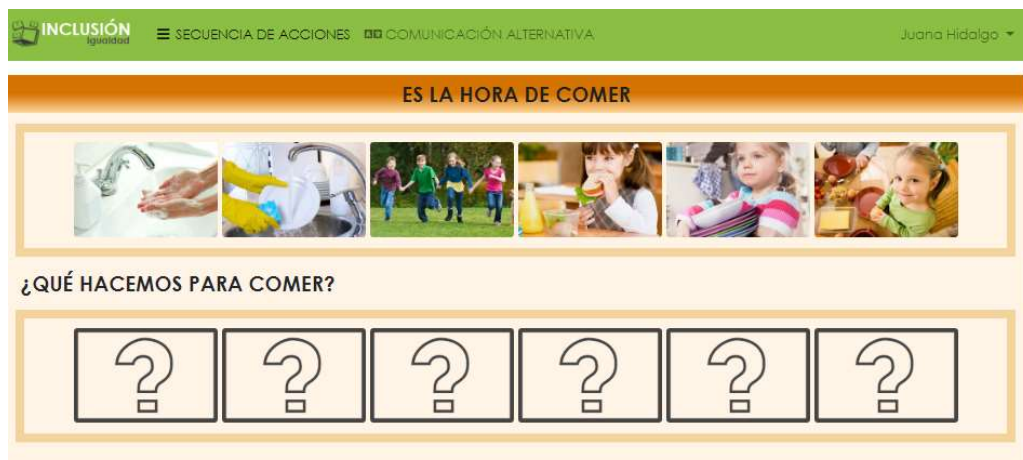 INCLUSIÓN
Igualdad
SECUENCIA DE ACCIONES
COMUNICACIÓN ALTERNATIVA
Juana Hidalgo
ES LA HORA DE COMER
¿QUÉ HACEMOS PARA COMER?
? ? ? ? ? ?